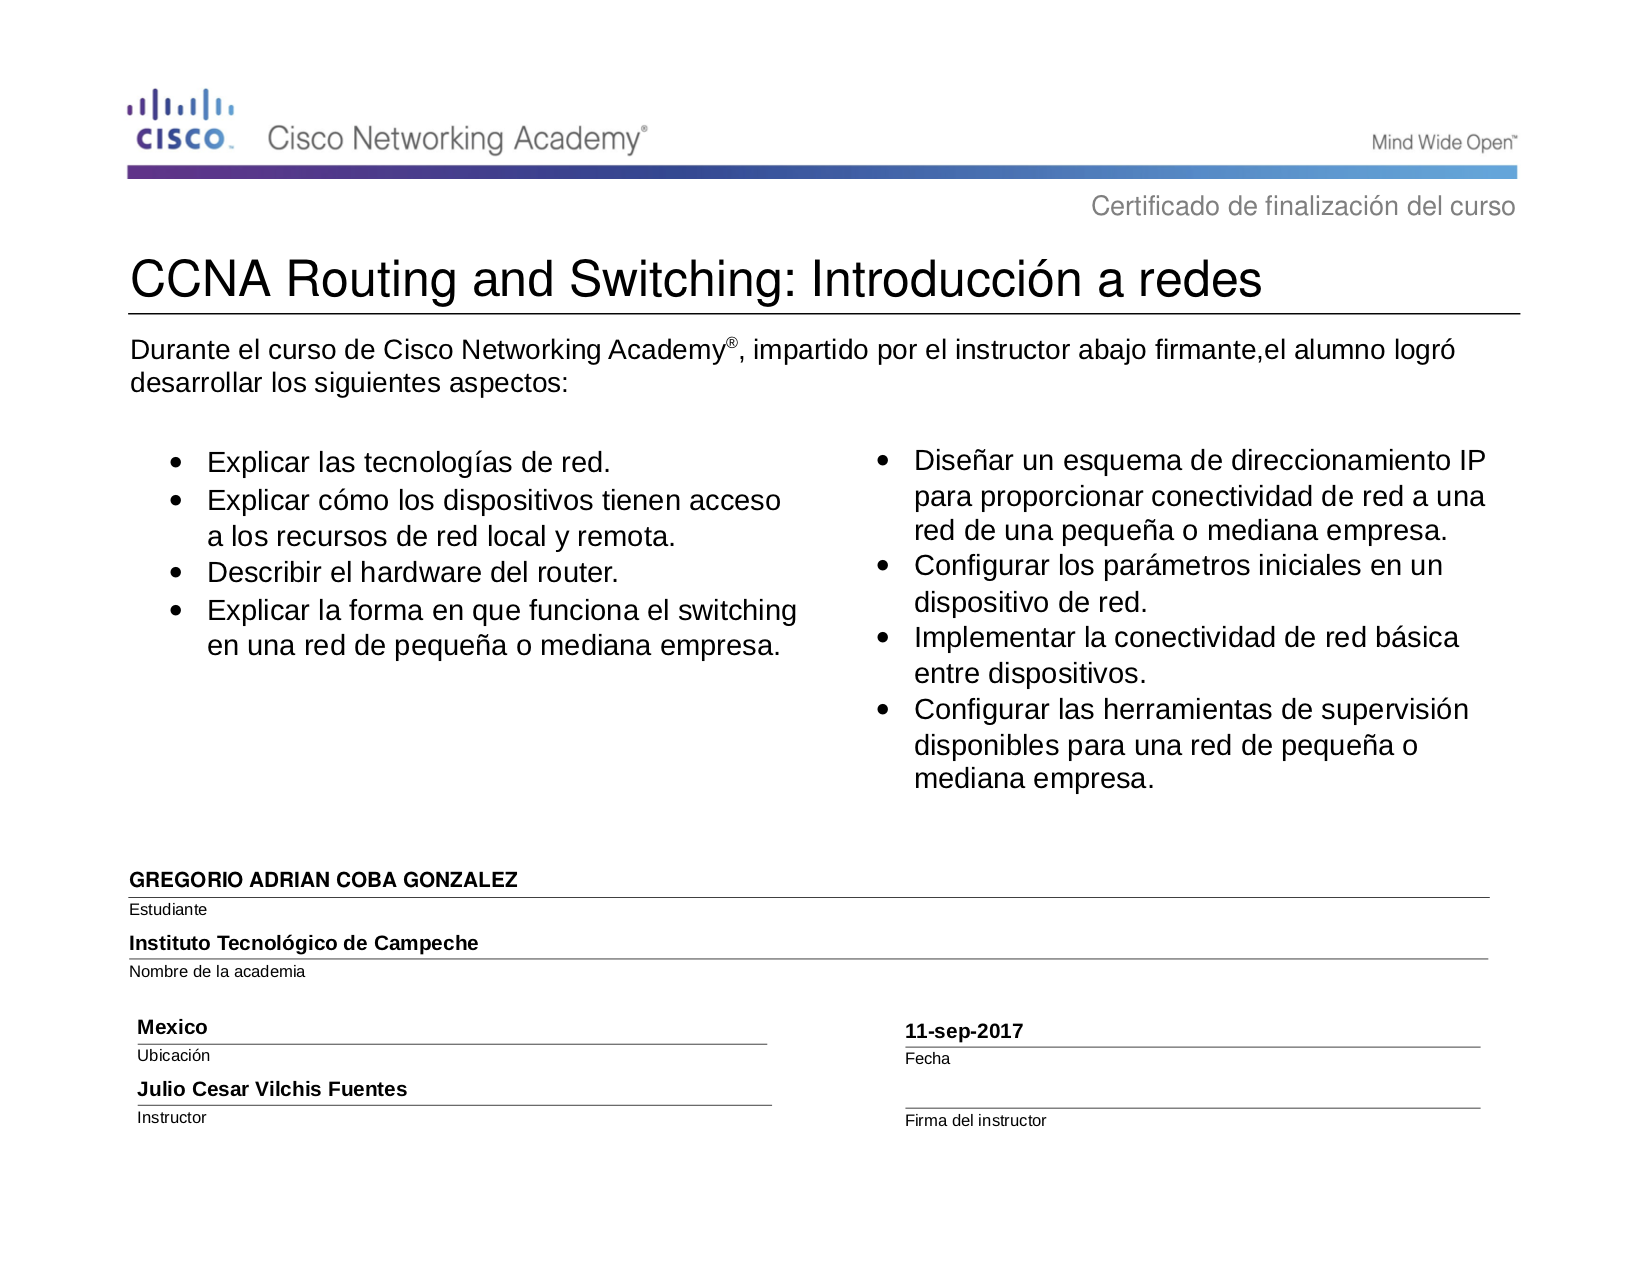 CISCO™ Cisco Networking Academy® Mind Wide Open™
Certificado de finalización del curso
CCNA Routing and Switching: Introducción a redes
Durante el curso de Cisco Networking Academy®, impartido por el instructor abajo firmante,el alumno logró
desarrollar los siguientes aspectos:
• Explicar las tecnologías de red.
• Explicar cómo los dispositivos tienen acceso
a los recursos de red local y remota.
• Describir el hardware del router.
• Explicar la forma en que funciona el switching
en una red de pequeña o mediana empresa.
• Diseñar un esquema de direccionamiento IP
para proporcionar conectividad de red a una
red de una pequeña o mediana empresa.
• Configurar los parámetros iniciales en un
dispositivo de red.
• Implementar la conectividad de red básica
entre dispositivos.
• Configurar las herramientas de supervisión
disponibles para una red de pequeña o
mediana empresa.
GREGORIO ADRIAN COBA GONZALEZ
Estudiante
Instituto Tecnológico de Campeche
Nombre de la academia
Mexico
Ubicación
11-sep-2017
Fecha
Julio Cesar Vilchis Fuentes
Instructor
Firma del instructor